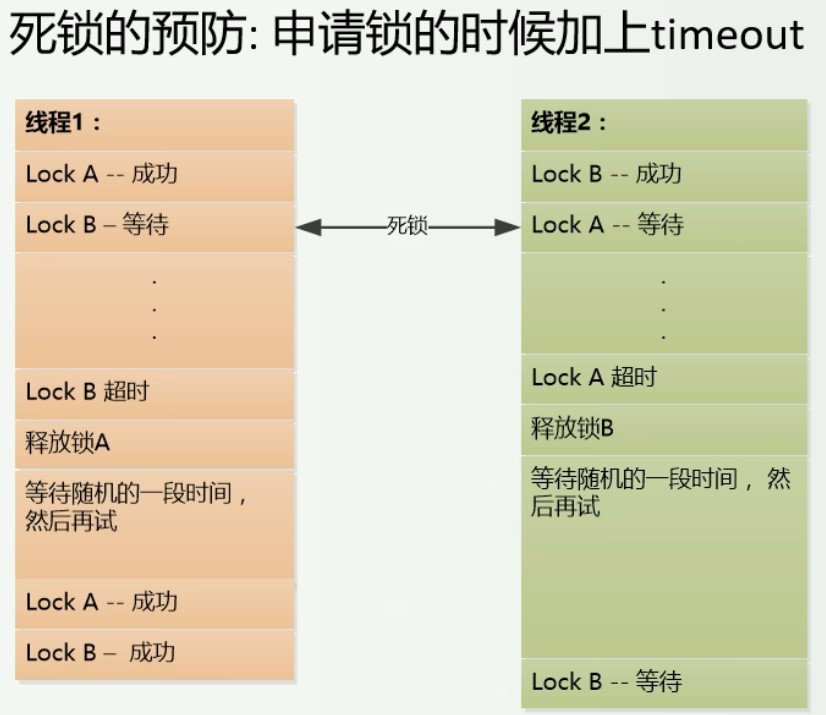 死锁的预防: 申请锁的时候加上timeout
线程1：
Lock A -- 成功
Lock B – 等待
.
.
.
Lock B 超时
释放锁A
等待随机的一段时间，
然后再试
Lock A -- 成功
Lock B – 成功
死锁
线程2：
Lock B -- 成功
Lock A -- 等待
.
.
.
Lock A 超时
释放锁B
等待随机的一段时间， 然
后再试
Lock B -- 等待